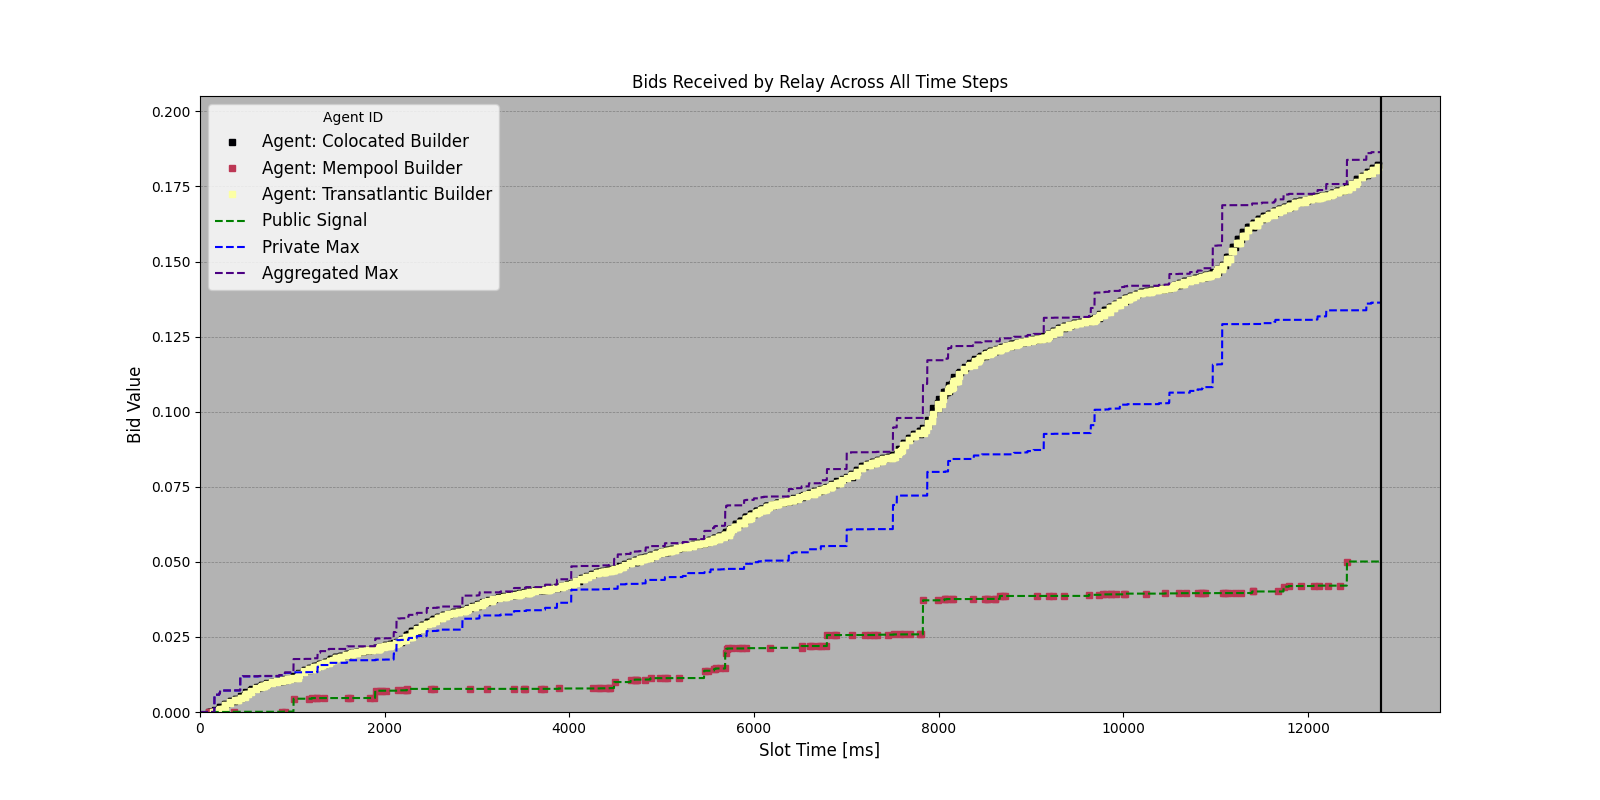 Bids Received by Relay Across All Time Steps
0.200
0.175
0.150
0.125
0.100
0.075
0.050
0.025
0.000
Bid Value
Agent ID
Agent: Colocated Builder
Agent: Mempool Builder
Agent: Transatlantic Builder
Public Signal
Private Max
Aggregated Max
0 2000 4000 6000 8000 10000 12000
Slot Time [ms]